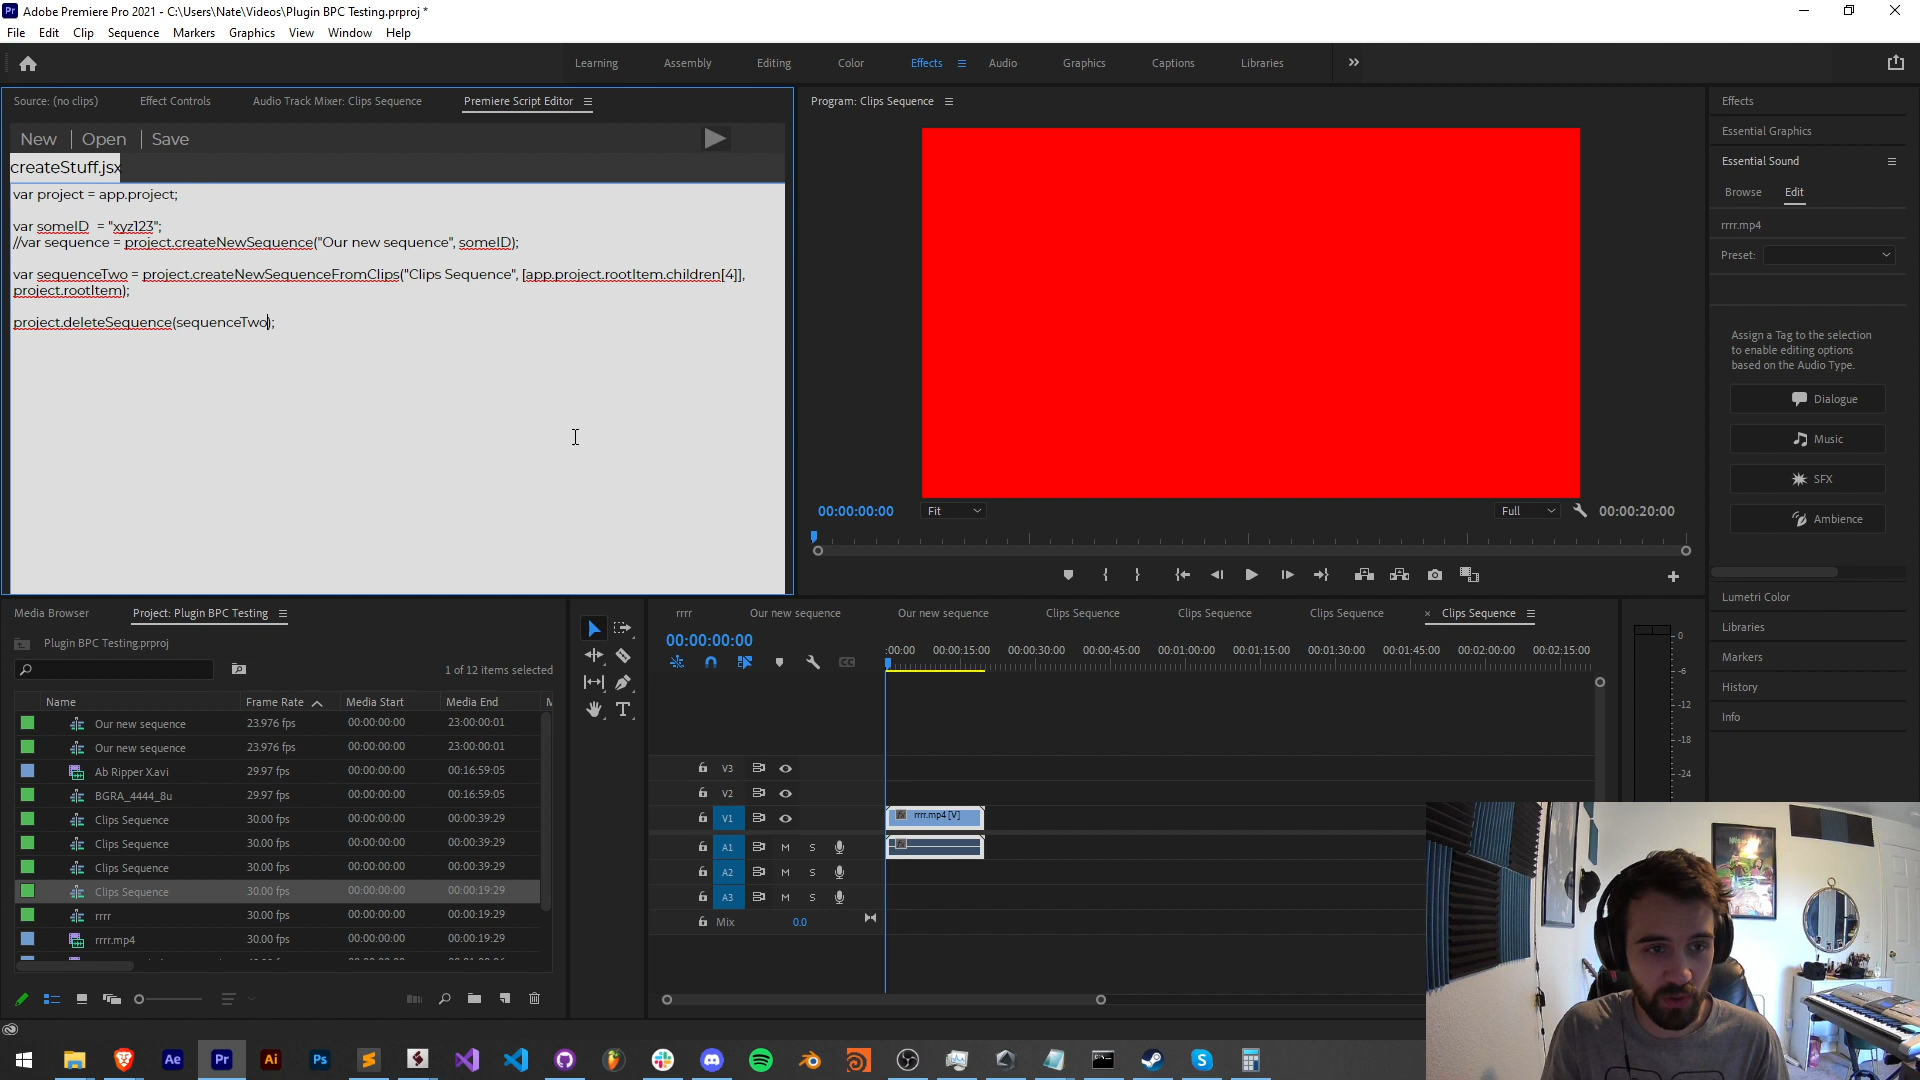 Adobe Premiere Pro 2021 - C:\Users\Nate\Videos\Plugin BPC Testing.prproj *
File Edit Clip Sequence Markers Graphics View Window Help
Learning Assembly Editing Color Effects Audio Graphics Captions Libraries
Source: (no clips) Effect Controls Audio Track Mixer: Clips Sequence Premiere Script Editor
New | Open | Save
createStuff.jsx
var project = app.project;
var someID = "xyz123";
//var sequence = project.createNewSequence("Our new sequence", someID);
var sequenceTwo = project.createNewSequenceFromClips("Clips Sequence", [app.project.rootItem.children[4]],
project.rootItem);
project.deleteSequence(sequenceTwo);
Program: Clips Sequence
00:00:00:00 Fit Full 00:00:20:00
Effects
Essential Graphics
Essential Sound
Browse Edit
rrrr.mp4
Preset:
Assign a Tag to the selection
to enable editing options
based on the Audio Type.
Dialogue
Music
SFX
Ambience
Lumetri Color
Libraries
Markers
History
Info
Media Browser Project: Plugin BPC Testing
Plugin BPC Testing.prproj
1 of 12 items selected
Name Frame Rate Media Start Media End
Our new sequence 23.976 fps 00:00:00:00 23:00:00:01
Our new sequence 23.976 fps 00:00:00:00 23:00:00:01
Ab Ripper X.avi 29.97 fps 00:00:00:00 00:16:59:05
BGRA_4444_8u 29.97 fps 00:00:00:00 00:16:59:05
Clips Sequence 30.00 fps 00:00:00:00 00:00:39:29
Clips Sequence 30.00 fps 00:00:00:00 00:00:39:29
Clips Sequence 30.00 fps 00:00:00:00 00:00:39:29
Clips Sequence 30.00 fps 00:00:00:00 00:00:19:29
rrrr 30.00 fps 00:00:00:00 00:00:19:29
rrrr.mp4 30.00 fps 00:00:00:00 00:00:19:29
rrrr Our new sequence Our new sequence Clips Sequence Clips Sequence Clips Sequence × Clips Sequence
00:00:00:00
:00:00 00:00:15:00 00:00:30:00 00:00:45:00 00:01:00:00 00:01:15:00 00:01:30:00 00:01:45:00 00:02:00:00 00:02:15:00
V3
V2
V1 fx rrrr.mp4 [V]
A1 M S
A2 M S
A3 M S
Mix 0.0
0
-6
-12
-18
-24